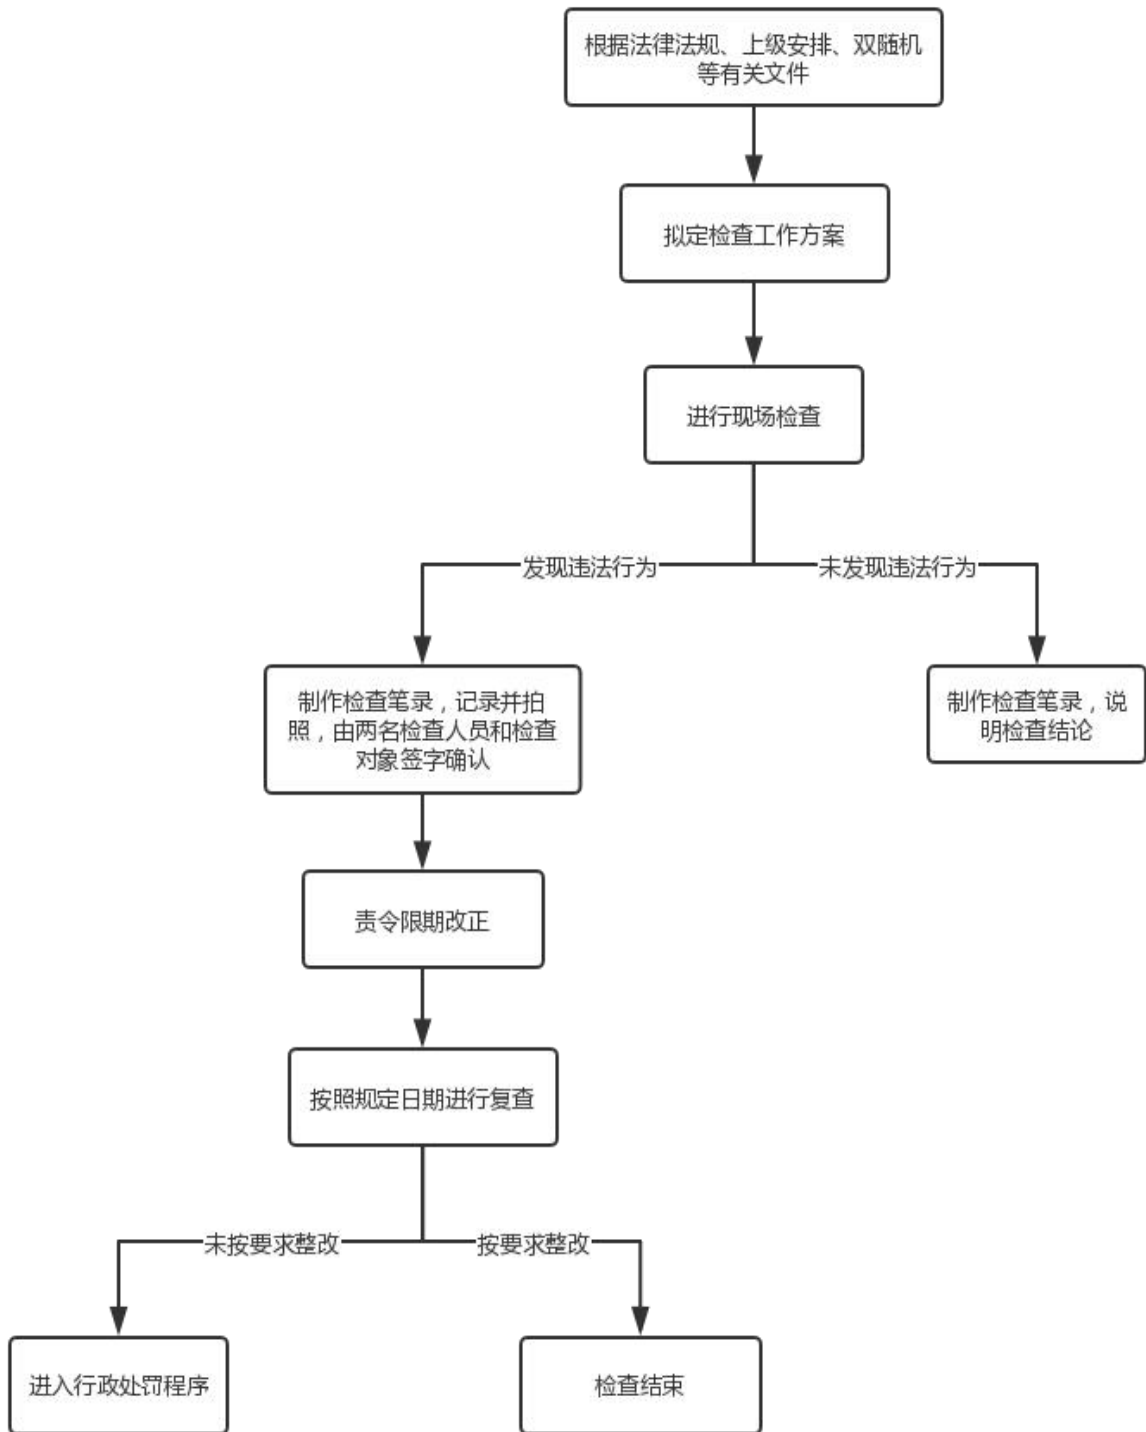 根据法律法规、上级安排、双随机
等有关文件
拟定检查工作方案
进行现场检查
发现违法行为
未发现违法行为
制作检查笔录，记录并拍
照，由两名检查人员和检查
对象签字确认
制作检查笔录，说
明检查结论
责令限期改正
按照规定日期进行复查
未按要求整改
按要求整改
进入行政处罚程序
检查结束